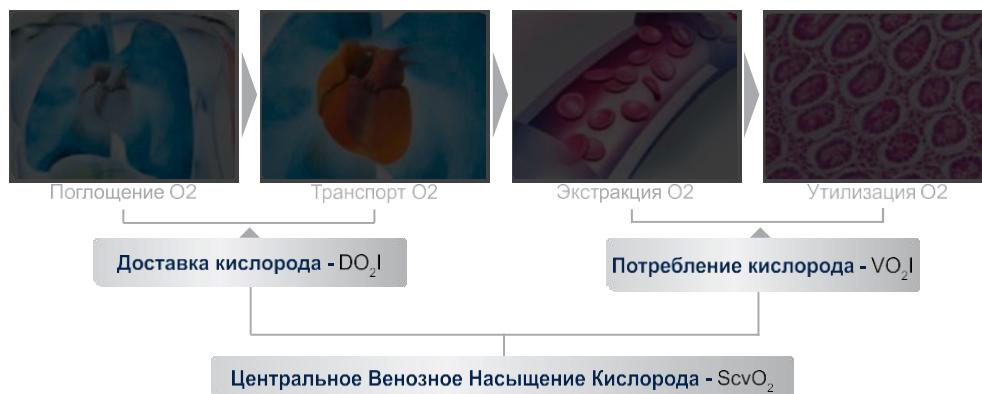 Поглощение O2
Транспорт O2
Экстракция O2
Утилизация O2
Доставка кислорода - DO₂I
Потребление кислорода - VO₂I
Центральное Венозное Насыщение Кислорода - ScvO₂